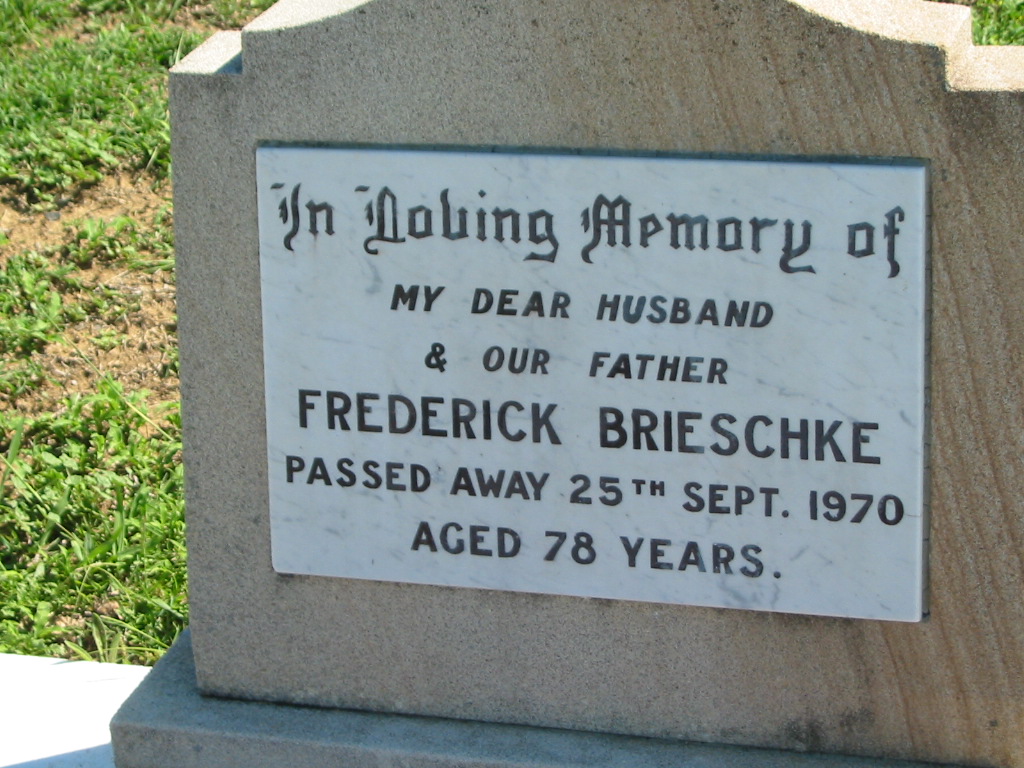 In Loving Memory of
MY DEAR HUSBAND
& OUR FATHER
FREDERICK BRIESCHKE
PASSED AWAY 25TH SEPT. 1970
AGED 78 YEARS.